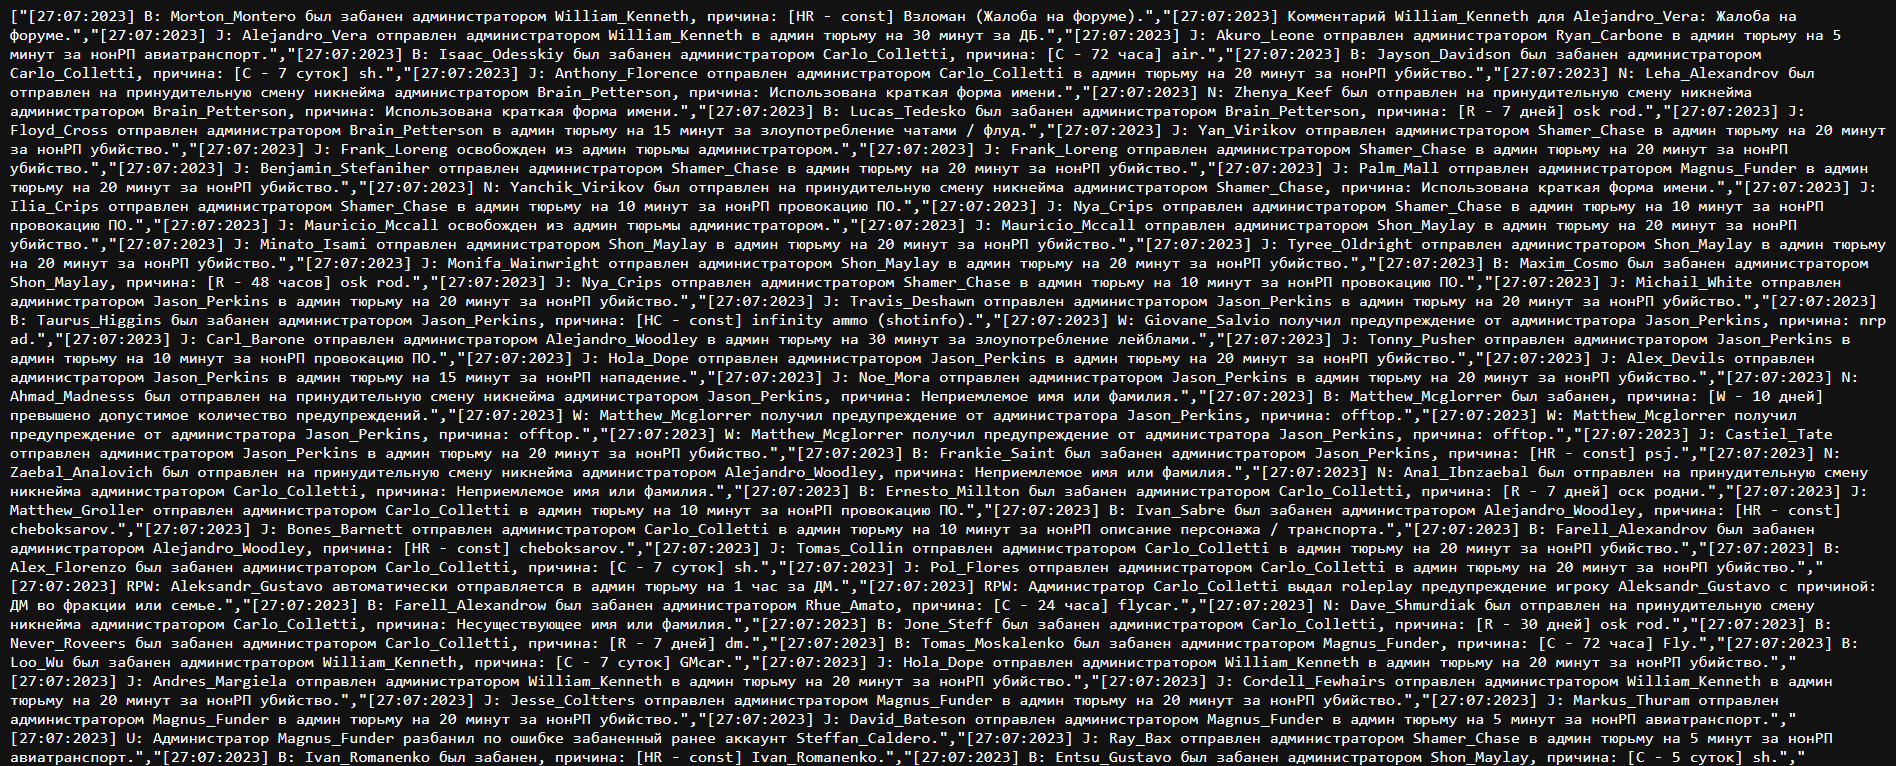 ["[27:07:2023] B: Morton_Montero был забанен администратором William_Kenneth, причина: [HR - const] Взломан (Жалоба на форуме).","[27:07:2023] Комментарий William_Kenneth для Alejandro_Vera: Жалоба на
форуме.","[27:07:2023] J: Alejandro_Vera отправлен администратором William_Kenneth в админ тюрьму на 30 минут за ДБ.","[27:07:2023] J: Akuro_Leone отправлен администратором Ryan_Carbone в админ тюрьму на 5
минут за нонРП авиатранспорт.","[27:07:2023] B: Isaac_Odesskiy был забанен администратором Carlo_Colletti, причина: [C - 72 часа] air.","[27:07:2023] B: Jayson_Davidson был забанен администратором
Carlo_Colletti, причина: [C - 7 суток] sh.","[27:07:2023] J: Anthony_Florence отправлен администратором Carlo_Colletti в админ тюрьму на 20 минут за нонРП убийство.","[27:07:2023] N: Leha_Alexandrov был
отправлен на принудительную смену никнейма администратором Brain_Petterson, причина: Использована краткая форма имени.","[27:07:2023] N: Zhenya_Keef был отправлен на принудительную смену никнейма
администратором Brain_Petterson, причина: Использована краткая форма имени.","[27:07:2023] B: Lucas_Tedesko был забанен администратором Brain_Petterson, причина: [R - 7 дней] osk rod.","[27:07:2023] J:
Floyd_Cross отправлен администратором Brain_Petterson в админ тюрьму на 15 минут за злоупотребление чатами / флуд.","[27:07:2023] J: Yan_Virikov отправлен администратором Shamer_Chase в админ тюрьму на 20 минут
за нонРП убийство.","[27:07:2023] J: Frank_Loreng освобожден из админ тюрьмы администратором.","[27:07:2023] J: Frank_Loreng отправлен администратором Shamer_Chase в админ тюрьму на 20 минут за нонРП
убийство.","[27:07:2023] J: Benjamin_Stefaniher отправлен администратором Shamer_Chase в админ тюрьму на 20 минут за нонРП убийство.","[27:07:2023] J: Palm_Mall отправлен администратором Magnus_Funder в админ
тюрьму на 20 минут за нонРП убийство.","[27:07:2023] N: Yanchik_Virikov был отправлен на принудительную смену никнейма администратором Shamer_Chase, причина: Использована краткая форма имени.","[27:07:2023] J:
Ilia_Crips отправлен администратором Shamer_Chase в админ тюрьму на 10 минут за нонРП провокацию ПО.","[27:07:2023] J: Nya_Crips отправлен администратором Shamer_Chase в админ тюрьму на 10 минут за нонРП
провокацию ПО.","[27:07:2023] J: Mauricio_Mccall освобожден из админ тюрьмы администратором.","[27:07:2023] J: Mauricio_Mccall отправлен администратором Shon_Maylay в админ тюрьму на 20 минут за нонРП
убийство.","[27:07:2023] J: Minato_Isami отправлен администратором Shon_Maylay в админ тюрьму на 20 минут за нонРП убийство.","[27:07:2023] J: Tyree_Oldright отправлен администратором Shon_Maylay в админ тюрьму
на 20 минут за нонРП убийство.","[27:07:2023] J: Monifa_Wainwright отправлен администратором Shon_Maylay в админ тюрьму на 20 минут за нонРП убийство.","[27:07:2023] B: Maxim_Cosmo был забанен администратором
Shon_Maylay, причина: [R - 48 часов] osk rod.","[27:07:2023] J: Nya_Crips отправлен администратором Shamer_Chase в админ тюрьму на 10 минут за нонРП провокацию ПО.","[27:07:2023] J: Michail_White отправлен
администратором Jason_Perkins в админ тюрьму на 20 минут за нонРП убийство.","[27:07:2023] J: Travis_Deshawn отправлен администратором Jason_Perkins в админ тюрьму на 20 минут за нонРП убийство.","[27:07:2023]
B: Taurus_Higgins был забанен администратором Jason_Perkins, причина: [HC - const] infinity ammo (shotinfo).","[27:07:2023] W: Giovane_Salvio получил предупреждение от администратора Jason_Perkins, причина: nrp
ad.","[27:07:2023] J: Carl_Barone отправлен администратором Alejandro_Woodley в админ тюрьму на 30 минут за злоупотребление лейблами.","[27:07:2023] J: Tonny_Pusher отправлен администратором Jason_Perkins в
админ тюрьму на 10 минут за нонРП провокацию ПО.","[27:07:2023] J: Hola_Dope отправлен администратором Jason_Perkins в админ тюрьму на 20 минут за нонРП убийство.","[27:07:2023] J: Alex_Devils отправлен
администратором Jason_Perkins в админ тюрьму на 15 минут за нонРП нападение.","[27:07:2023] J: Noe_Mora отправлен администратором Jason_Perkins в админ тюрьму на 20 минут за нонРП убийство.","[27:07:2023] N:
Ahmad_Madnesss был отправлен на принудительную смену никнейма администратором Jason_Perkins, причина: Неприемлемое имя или фамилия.","[27:07:2023] B: Matthew_Mcglorrer был забанен, причина: [W - 10 дней]
превышено допустимое количество предупреждений.","[27:07:2023] W: Matthew_Mcglorrer получил предупреждение от администратора Jason_Perkins, причина: offtop.","[27:07:2023] W: Matthew_Mcglorrer получил
предупреждение от администратора Jason_Perkins, причина: offtop.","[27:07:2023] W: Matthew_Mcglorrer получил предупреждение от администратора Jason_Perkins, причина: offtop.","[27:07:2023] J: Castiel_Tate
отправлен администратором Jason_Perkins в админ тюрьму на 20 минут за нонРП убийство.","[27:07:2023] B: Frankie_Saint был забанен администратором Jason_Perkins, причина: [HR - const] psj.","[27:07:2023] N:
Zaebal_Analovich был отправлен на принудительную смену никнейма администратором Alejandro_Woodley, причина: Неприемлемое имя или фамилия.","[27:07:2023] N: Anal_Ibnzaebal был отправлен на принудительную смену
никнейма администратором Carlo_Colletti, причина: Неприемлемое имя или фамилия.","[27:07:2023] B: Ernesto_Millton был забанен администратором Carlo_Colletti, причина: [R - 7 дней] оск родни.","[27:07:2023] J:
Matthew_Groller отправлен администратором Carlo_Colletti в админ тюрьму на 10 минут за нонРП провокацию ПО.","[27:07:2023] B: Ivan_Sabre был забанен администратором Alejandro_Woodley, причина: [HR - const]
cheboksarov.","[27:07:2023] J: Bones_Barnett отправлен администратором Carlo_Colletti в админ тюрьму на 10 минут за нонРП описание персонажа / транспорта.","[27:07:2023] B: Farell_Alexandrov был забанен
администратором Alejandro_Woodley, причина: [HR - const] cheboksarov.","[27:07:2023] J: Tomas_Collin отправлен администратором Carlo_Colletti в админ тюрьму на 20 минут за нонРП убийство.","[27:07:2023] B:
Alex_Florenzo был забанен администратором Carlo_Colletti, причина: [C - 7 суток] sh.","[27:07:2023] J: Pol_Flores отправлен администратором Carlo_Colletti в админ тюрьму на 20 минут за нонРП убийство.","
[27:07:2023] RPW: Aleksandr_Gustavo автоматически отправляется в админ тюрьму на 1 час за ДМ.","[27:07:2023] RPW: Администратор Carlo_Colletti выдал roleplay предупреждение игроку Aleksandr_Gustavo с причиной:
ДМ во фракции или семье.","[27:07:2023] B: Farell_Alexandrow был забанен администратором Rhue_Amato, причина: [C - 24 часа] flycar.","[27:07:2023] N: Dave_Shmurdiak был отправлен на принудительную смену
никнейма администратором Carlo_Colletti, причина: Несуществующее имя или фамилия.","[27:07:2023] B: Jone_Steff был забанен администратором Carlo_Colletti, причина: [R - 30 дней] osk rod.","[27:07:2023] B:
Never_Roveers был забанен администратором Carlo_Colletti, причина: [R - 7 дней] dm.","[27:07:2023] B: Tomas_Moskalenko был забанен администратором Magnus_Funder, причина: [C - 72 часа] Fly.","[27:07:2023] B:
Loo_Wu был забанен администратором William_Kenneth, причина: [C - 7 суток] GMcar.","[27:07:2023] J: Hola_Dope отправлен администратором William_Kenneth в админ тюрьму на 20 минут за нонРП убийство.","
[27:07:2023] J: Andres_Margiela отправлен администратором William_Kenneth в админ тюрьму на 20 минут за нонРП убийство.","[27:07:2023] J: Cordell_Fewhairs отправлен администратором William_Kenneth в админ
тюрьму на 20 минут за нонРП убийство.","[27:07:2023] J: Jesse_Coltters отправлен администратором Magnus_Funder в админ тюрьму на 20 минут за нонРП убийство.","[27:07:2023] J: Markus_Thuram отправлен
администратором Magnus_Funder в админ тюрьму на 20 минут за нонРП убийство.","[27:07:2023] J: David_Bateson отправлен администратором Magnus_Funder в админ тюрьму на 5 минут за нонРП авиатранспорт.","
[27:07:2023] U: Администратор Magnus_Funder разбанил по ошибке забаненный ранее аккаунт Steffan_Caldero.","[27:07:2023] J: Ray_Bax отправлен администратором Shamer_Chase в админ тюрьму на 5 минут за нонРП
авиатранспорт.","[27:07:2023] B: Ivan_Romanenko был забанен, причина: [HR - const] Ivan_Romanenko.","[27:07:2023] B: Entsu_Gustavo был забанен администратором Shon_Maylay, причина: [C - 5 суток] sh.","